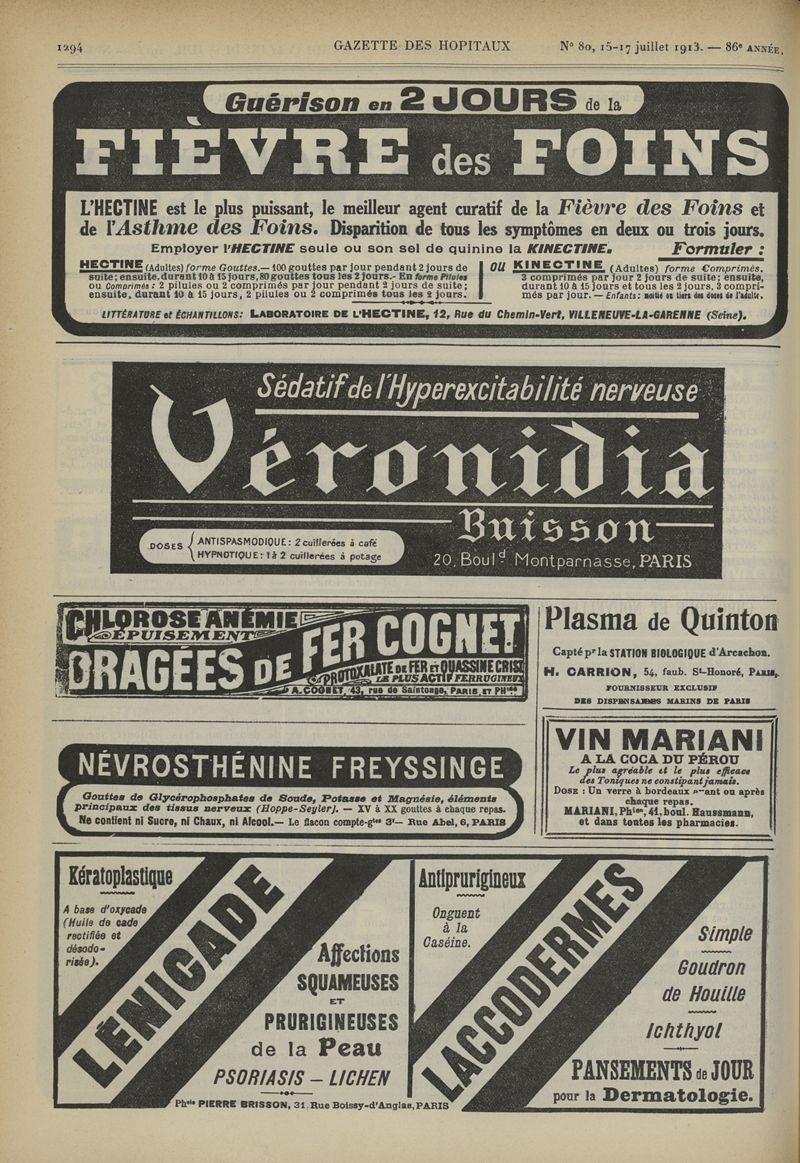 1294 GAZETTE DES HOPITAUX N° 80, 15-17 juillet 1913. — 86e ANNÉE.
Guérison en 2 JOURS de la
FIÈVRE des FOINS
L'HECTINE est le plus puissant, le meilleur agent curatif de la Fièvre des Foins et
de l'Asthme des Foins. Disparition de tous les symptômes en deux ou trois jours.
Employer l'HECTINE seule ou son sel de quinine la KINECTINE. Formuler :
HECTINE (Adultes) forme Gouttes.— 100 gouttes par jour pendant 2 jours de
suite; ensuite, durant 10 à 15 jours, 80 gouttes tous les 2 jours.- En forme Pilules
ou Comprimés : 2 pilules ou 2 comprimés par jour pendant 2 jours de suite;
ensuite, durant 10 à 15 jours, 2 pilules ou 2 comprimés tous les 2 jours.
OU KINECTINE (Adultes) forme Comprimés.
3 comprimés par jour 2 jours de suite; ensuite,
durant 10 à 15 jours et tous les 2 jours, 3 compri-
més par jour. — Enfants: moitié ou tiers des doses de l'adulte.
LITTÉRATURE et ÉCHANTILLONS: LABORATOIRE DE L'HECTINE, 12, Rue du Chemin-Vert, VILLENEUVE-LA-GARENNE (Seine).
Sédatif de l'Hyperexcitabilité nerveuse
Véronidia
Buisson
DOSES { ANTISPASMODIQUE : 2 cuillerées à café
HYPNOTIQUE : 1 à 2 cuillerées à potage
20, Bould Montparnasse, PARIS
CHLOROSE ANÉMIE
ÉPUISEMENT
DRAGÉES DE FER COGNET
PROTOXALATE DE FER ET QUASSINE CRIST
LE PLUS ACTIF FERRUGINEUX
A. COGNET, 43, rue de Saintonge, PARIS ET PHies
Plasma de Quinton
Capté pr la STATION BIOLOGIQUE d'Arcachon.
H. CARRION, 54, faub. St-Honoré, PARIS,
FOURNISSEUR EXCLUSIF
DES DISPENSAIRES MARINS DE PARIS
NÉVROSTHÉNINE FREYSSINGE
Gouttes de Glycérophosphates de Soude, Potasse et Magnésie, éléments
principaux des tissus nerveux (Hoppe-Seyler). — XV à XX gouttes à chaque repas.
Ne contient ni Sucre, ni Chaux, ni Alcool.— Le flacon compte-gttes 3f— Rue Abel, 6, PARIS
VIN MARIANI
A LA COCA DU PÉROU
Le plus agréable et le plus efficace
des Toniques ne constipant jamais.
DOSE : Un verre à bordeaux avant ou après
chaque repas.
MARIANI, Phien, 41, boul. Haussmann,
et dans toutes les pharmacies.
Kératoplastique
A base d'oxycade
(Huile de cade
rectifiée et
désodo-
risée).
LÉNICADE
Affections
SQUAMEUSES
ET
PRURIGINEUSES
de la Peau
PSORIASIS — LICHEN
Antiprurigineux
Onguent
à la
Caséine.
LACCODERMES
Simple
Goudron
de Houille
Ichthyol
PANSEMENTS de JOUR
pour la Dermatologie.
Phcie PIERRE BRISSON, 31, Rue Boissy-d'Anglas, PARIS